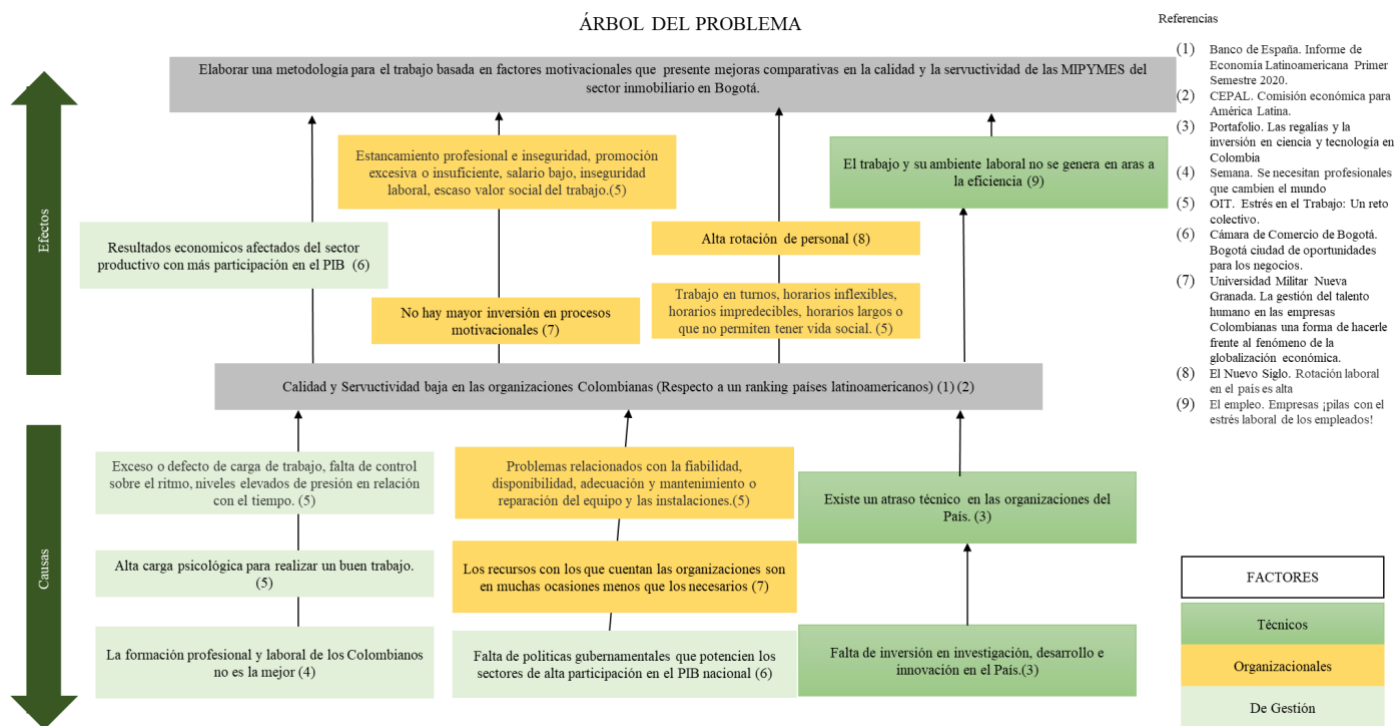 ÁRBOL DEL PROBLEMA
Elaborar una metodología para el trabajo basada en factores motivacionales que presente mejoras comparativas en la calidad y la servuctividad de las MIPYMES del
sector inmobiliario en Bogotá.
Efectos
Estancamiento profesional e inseguridad, promoción
excesiva o insuficiente, salario bajo, inseguridad
laboral, escaso valor social del trabajo.(5)
El trabajo y su ambiente laboral no se genera en aras a
la eficiencia (9)
Resultados economicos afectados del sector
productivo con más participación en el PIB (6)
Alta rotación de personal (8)
No hay mayor inversión en procesos
motivacionales (7)
Trabajo en turnos, horarios inflexibles,
horarios impredecibles, horarios largos o
que no permiten tener vida social. (5)
Calidad y Servuctividad baja en las organizaciones Colombianas (Respecto a un ranking países latinoamericanos) (1) (2)
Causas
Exceso o defecto de carga de trabajo, falta de control
sobre el ritmo, niveles elevados de presión en relación
con el tiempo. (5)
Problemas relacionados con la fiabilidad,
disponibilidad, adecuación y mantenimiento o
reparación del equipo y las instalaciones.(5)
Existe un atraso técnico en las organizaciones del
País. (3)
Alta carga psicológica para realizar un buen trabajo.
(5)
Los recursos con los que cuentan las organizaciones son
en muchas ocasiones menos que los necesarios (7)
La formación profesional y laboral de los Colombianos
no es la mejor (4)
Falta de politicas gubernamentales que potencien los
sectores de alta participación en el PIB nacional (6)
Falta de inversión en investigación, desarrollo e
innovación en el País.(3)
Referencias
(1) Banco de España. Informe de
Economía Latinoamericana Primer
Semestre 2020.
(2) CEPAL. Comisión económica para
América Latina.
(3) Portafolio. Las regalías y la
inversión en ciencia y tecnología en
Colombia
(4) Semana. Se necesitan profesionales
que cambien el mundo
(5) OIT. Estrés en el Trabajo: Un reto
colectivo.
(6) Cámara de Comercio de Bogotá.
Bogotá ciudad de oportunidades
para los negocios.
(7) Universidad Militar Nueva
Granada. La gestión del talento
humano en las empresas
Colombianas una forma de hacerle
frente al fenómeno de la
globalización económica.
(8) El Nuevo Siglo. Rotación laboral
en el país es alta
(9) El empleo. Empresas ¡pilas con el
estrés laboral de los empleados!
FACTORES
Técnicos
Organizacionales
De Gestión